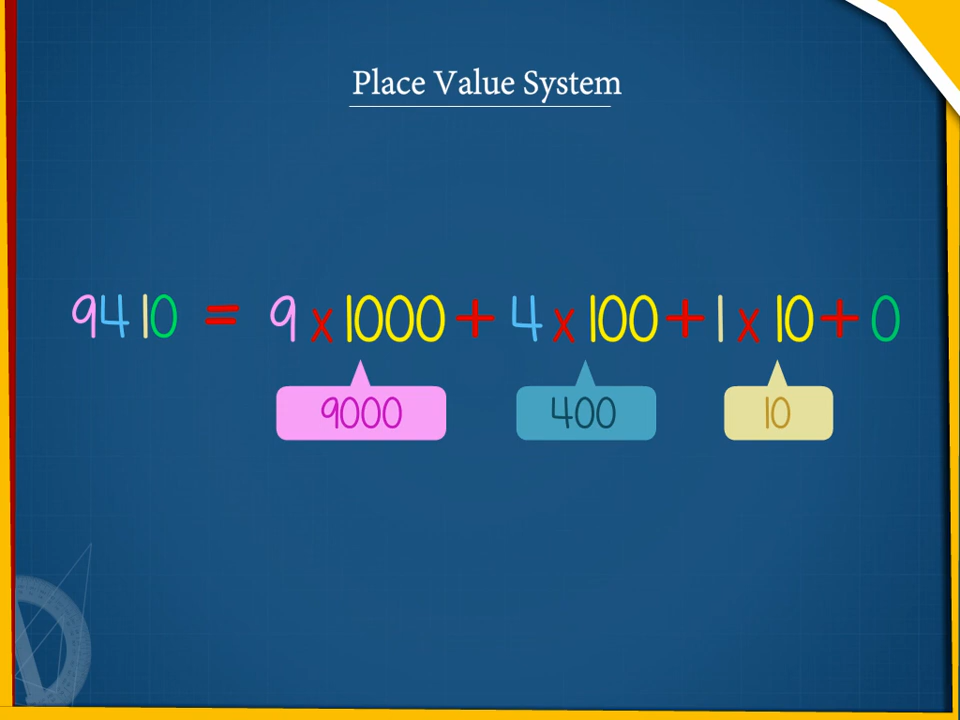 Place Value System
9410 = 9 x 1000 + 4 x 100 + 1 x 10 + 0
9000 400 10